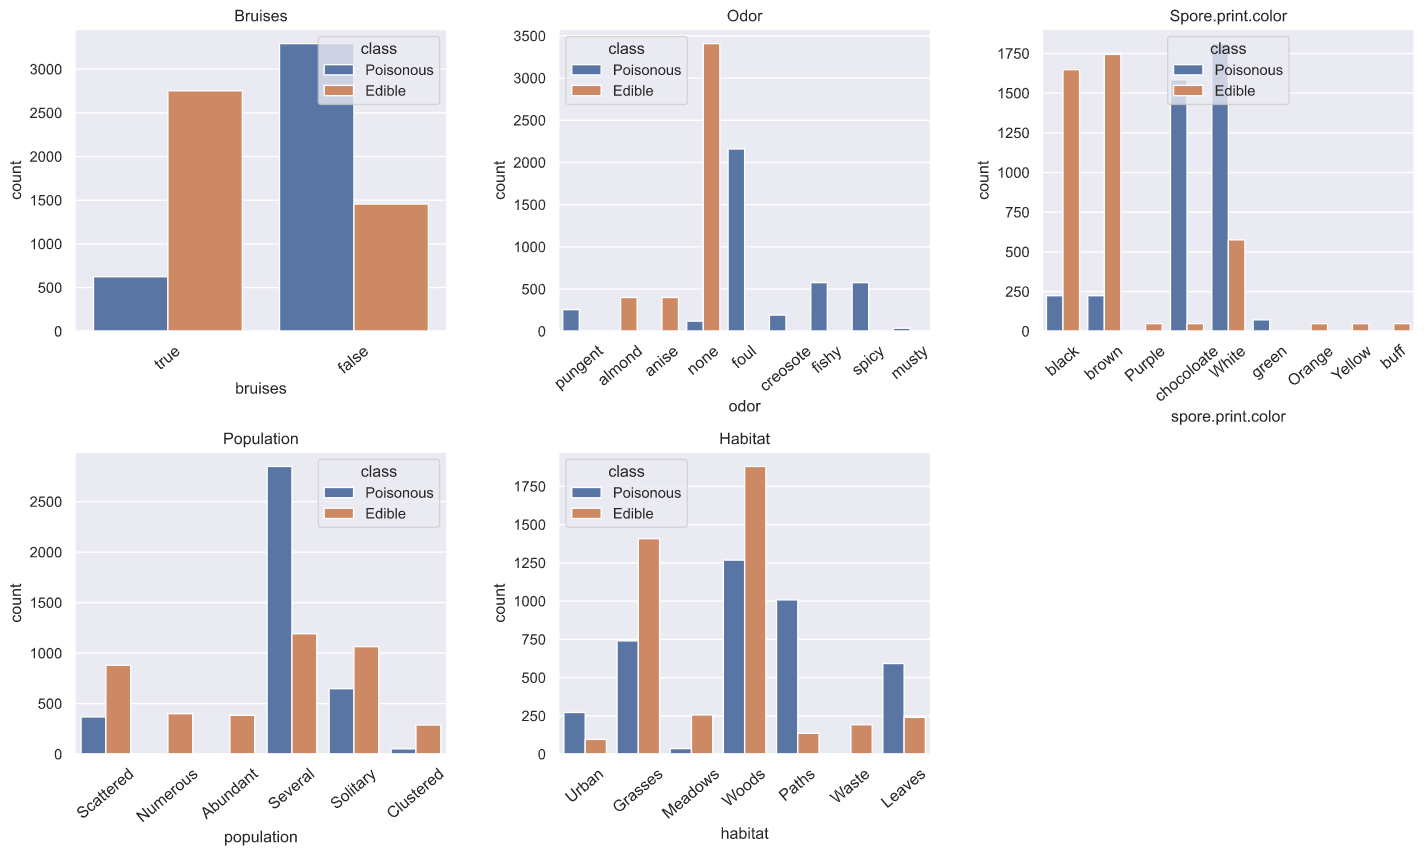 Bruises
class
Poisonous
Edible
count
3000
2500
2000
1500
1000
500
0
true
false
bruises
Odor
class
Poisonous
Edible
count
3500
3000
2500
2000
1500
1000
500
0
pungent
almond
anise
none
foul
creosote
fishy
spicy
musty
odor
Spore.print.color
class
Poisonous
Edible
count
1750
1500
1250
1000
750
500
250
0
black
brown
Purple
chocoloate
White
green
Orange
Yellow
buff
spore.print.color
Population
class
Poisonous
Edible
count
2500
2000
1500
1000
500
0
Scattered
Numerous
Abundant
Several
Solitary
Clustered
population
Habitat
class
Poisonous
Edible
count
1750
1500
1250
1000
750
500
250
0
Urban
Grasses
Meadows
Woods
Paths
Waste
Leaves
habitat